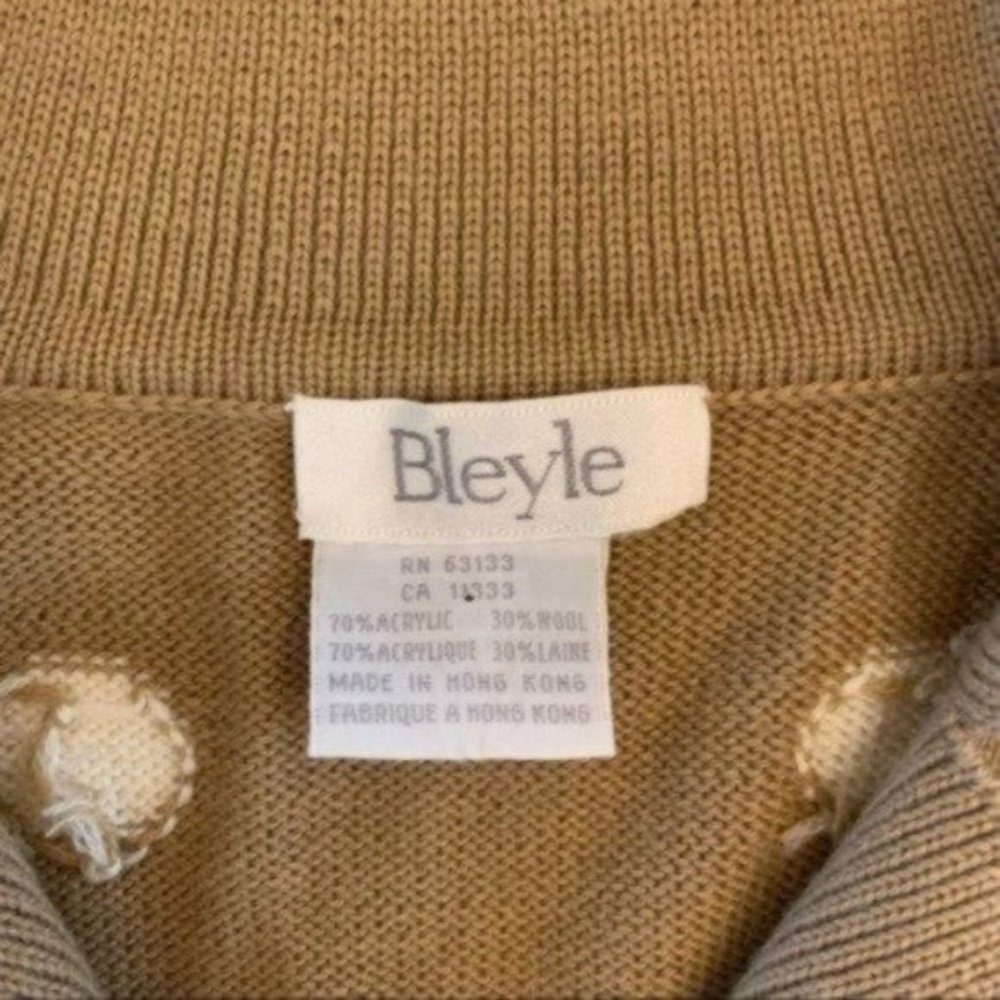 Bleyle
RN 63133
CA 11333
70%ACRYLIC 30%WOOL
70%ACRYLIQUE 30%LAINE
MADE IN HONG KONG
FABRIQUE A HONG KONG